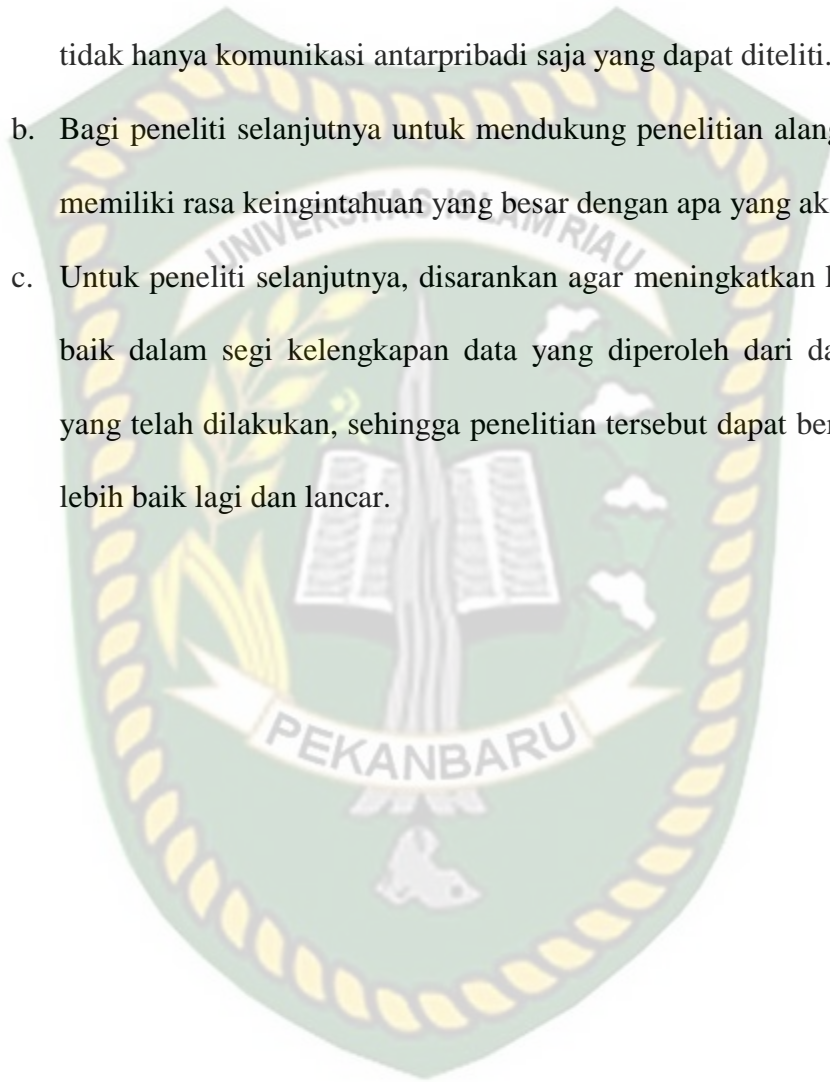 tidak hanya komunikasi antarpribadi saja yang dapat diteliti.
b. Bagi peneliti selanjutnya untuk mendukung penelitian alang
memiliki rasa keingintahuan yang besar dengan apa yang ak
UNIVERSITAS ISLAM RIAU
c. Untuk peneliti selanjutnya, disarankan agar meningkatkan
baik dalam segi kelengkapan data yang diperoleh dari da
yang telah dilakukan, sehingga penelitian tersebut dapat ber
lebih baik lagi dan lancar.
PEKANBARU